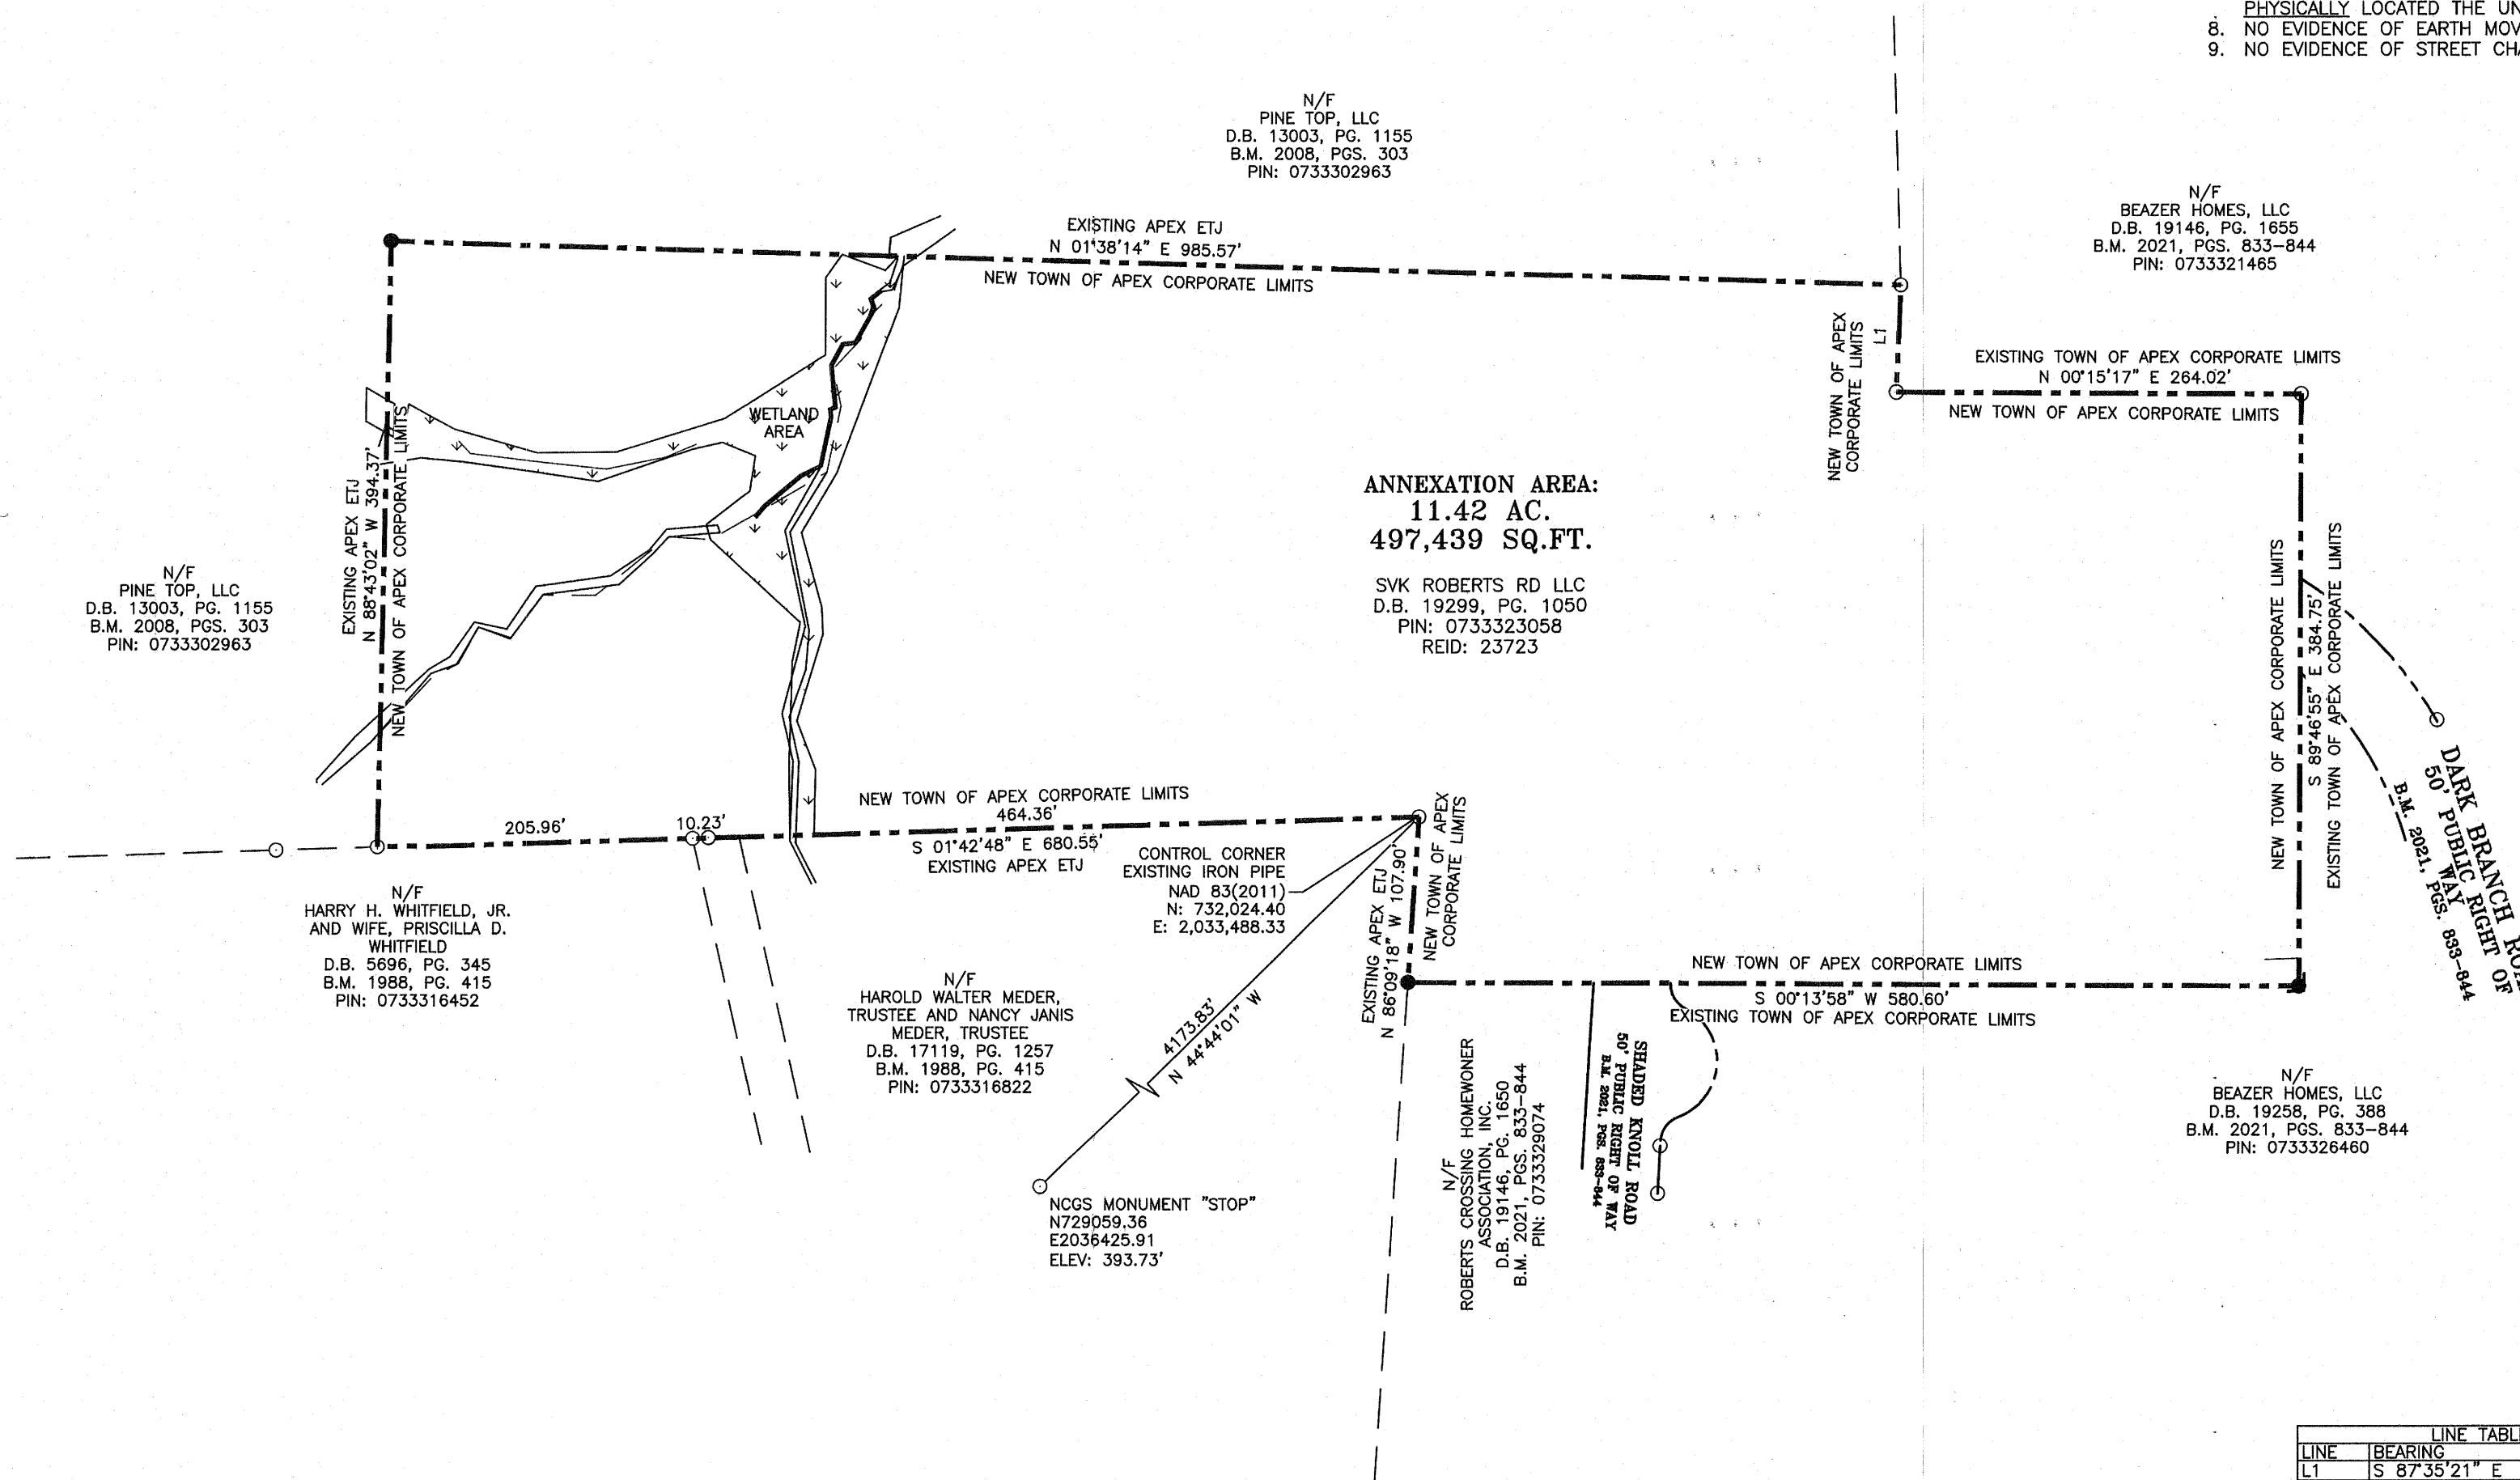 PHYSICALLY LOCATED THE
8. NO EVIDENCE OF EARTH
9. NO EVIDENCE OF STREET
N/F
PINE TOP, LLC
D.B. 13003, PG. 1155
B.M. 2008, PGS. 303
PIN: 0733302963
N/F
BEAZER HOMES, LLC
D.B. 19146, PG. 1655
B.M. 2021, PGS. 833-844
PIN: 0733321465
EXISTING APEX ETJ
N 01°38'14" E 985.57'
NEW TOWN OF APEX CORPORATE LIMITS
NEW TOWN OF APEX
CORPORATE LIMITS
L1
EXISTING TOWN OF APEX CORPORATE LIMITS
N 00°15'17" E 264.02'
NEW TOWN OF APEX CORPORATE LIMITS
WETLAND
AREA
EXISTING APEX ETJ
N 88°43'02" W 394.37'
NEW TOWN OF APEX CORPORATE LIMITS
ANNEXATION AREA:
11.42 AC.
497,439 SQ.FT.
SVK ROBERTS RD LLC
D.B. 19299, PG. 1050
PIN: 0733323058
REID: 23723
N/F
PINE TOP, LLC
D.B. 13003, PG. 1155
B.M. 2008, PGS. 303
PIN: 0733302963
NEW TOWN OF APEX CORPORATE LIMITS
S 89°46'55" E 384.75'
EXISTING TOWN OF APEX CORPORATE LIMITS
DARK BRANCH
50' PUBLIC RIGHT OF
WAY
B.M. 2021, PGS. 833-844
205.96'
10.23'
NEW TOWN OF APEX CORPORATE LIMITS
464.36'
S 01°42'48" E 680.55'
EXISTING APEX ETJ
CONTROL CORNER
EXISTING IRON PIPE
NAD 83(2011)
N: 732,024.40
E: 2,033,488.33
EXISTING APEX ETJ
N 86°09'18" W 107.90'
NEW TOWN OF APEX
CORPORATE LIMITS
N/F
HARRY H. WHITFIELD, JR.
AND WIFE, PRISCILLA D.
WHITFIELD
D.B. 5696, PG. 345
B.M. 1988, PG. 415
PIN: 0733316452
N/F
HAROLD WALTER MEDER,
TRUSTEE AND NANCY JANIS
MEDER, TRUSTEE
D.B. 17119, PG. 1257
B.M. 1988, PG. 415
PIN: 0733316822
4173.83'
N 44°44'01" W
NEW TOWN OF APEX CORPORATE LIMITS
S 00°13'58" W 580.60'
EXISTING TOWN OF APEX CORPORATE LIMITS
N/F
ROBERTS CROSSING HOMEWONER
ASSOCIATION, INC.
D.B. 19146, PG. 1650
B.M. 2021, PGS. 833-844
PIN: 0733329074
SHADED KNOLL ROAD
50' PUBLIC RIGHT OF WAY
B.M. 2021, PGS. 833-844
N/F
BEAZER HOMES, LLC
D.B. 19258, PG. 388
B.M. 2021, PGS. 833-844
PIN: 0733326460
NCGS MONUMENT "STOP"
N729059.36
E2036425.91
ELEV: 393.73'
LINE
LINE BEARING
L1 S 87°35'21" E